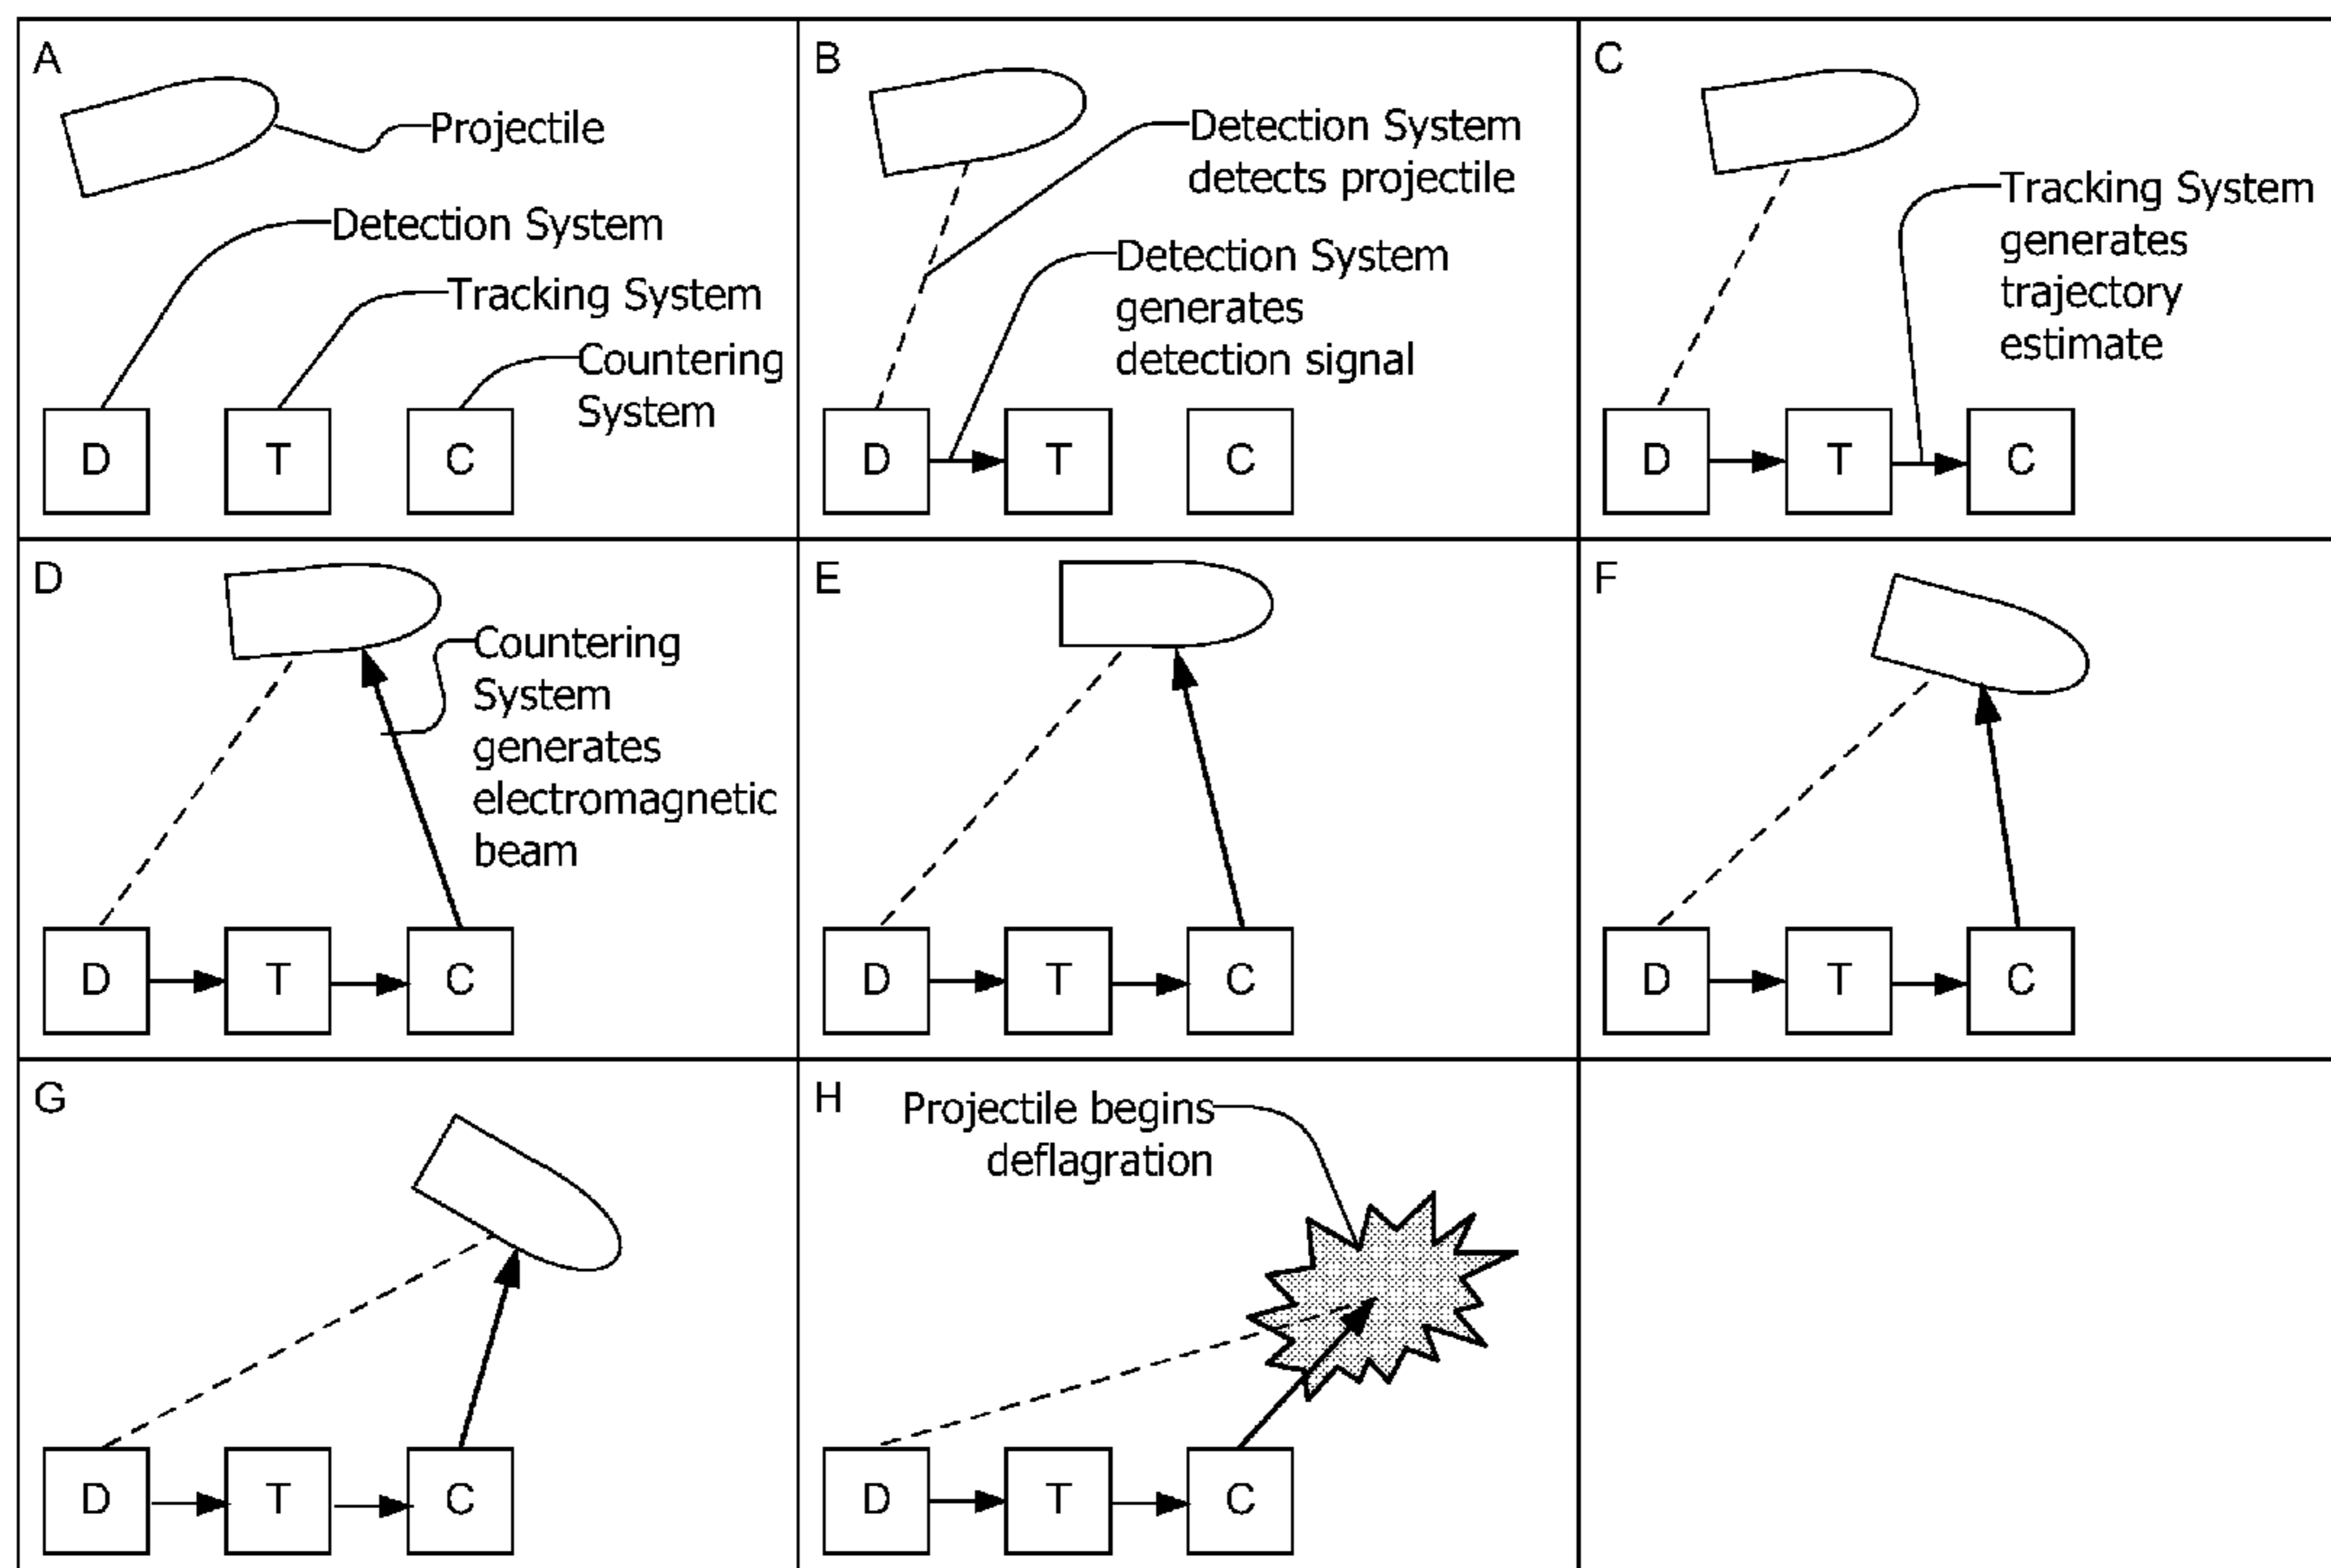 A
Projectile
Detection System
Tracking System
Countering
System
D
T
C
B
Detection System
detects projectile
Detection System
generates
detection signal
D
T
C
C
Tracking System
generates
trajectory
estimate
D
T
C
D
Countering
System
generates
electromagnetic
beam
D
T
C
E
D
T
C
F
D
T
C
G
D
T
C
H
Projectile begins
deflagration
D
T
C